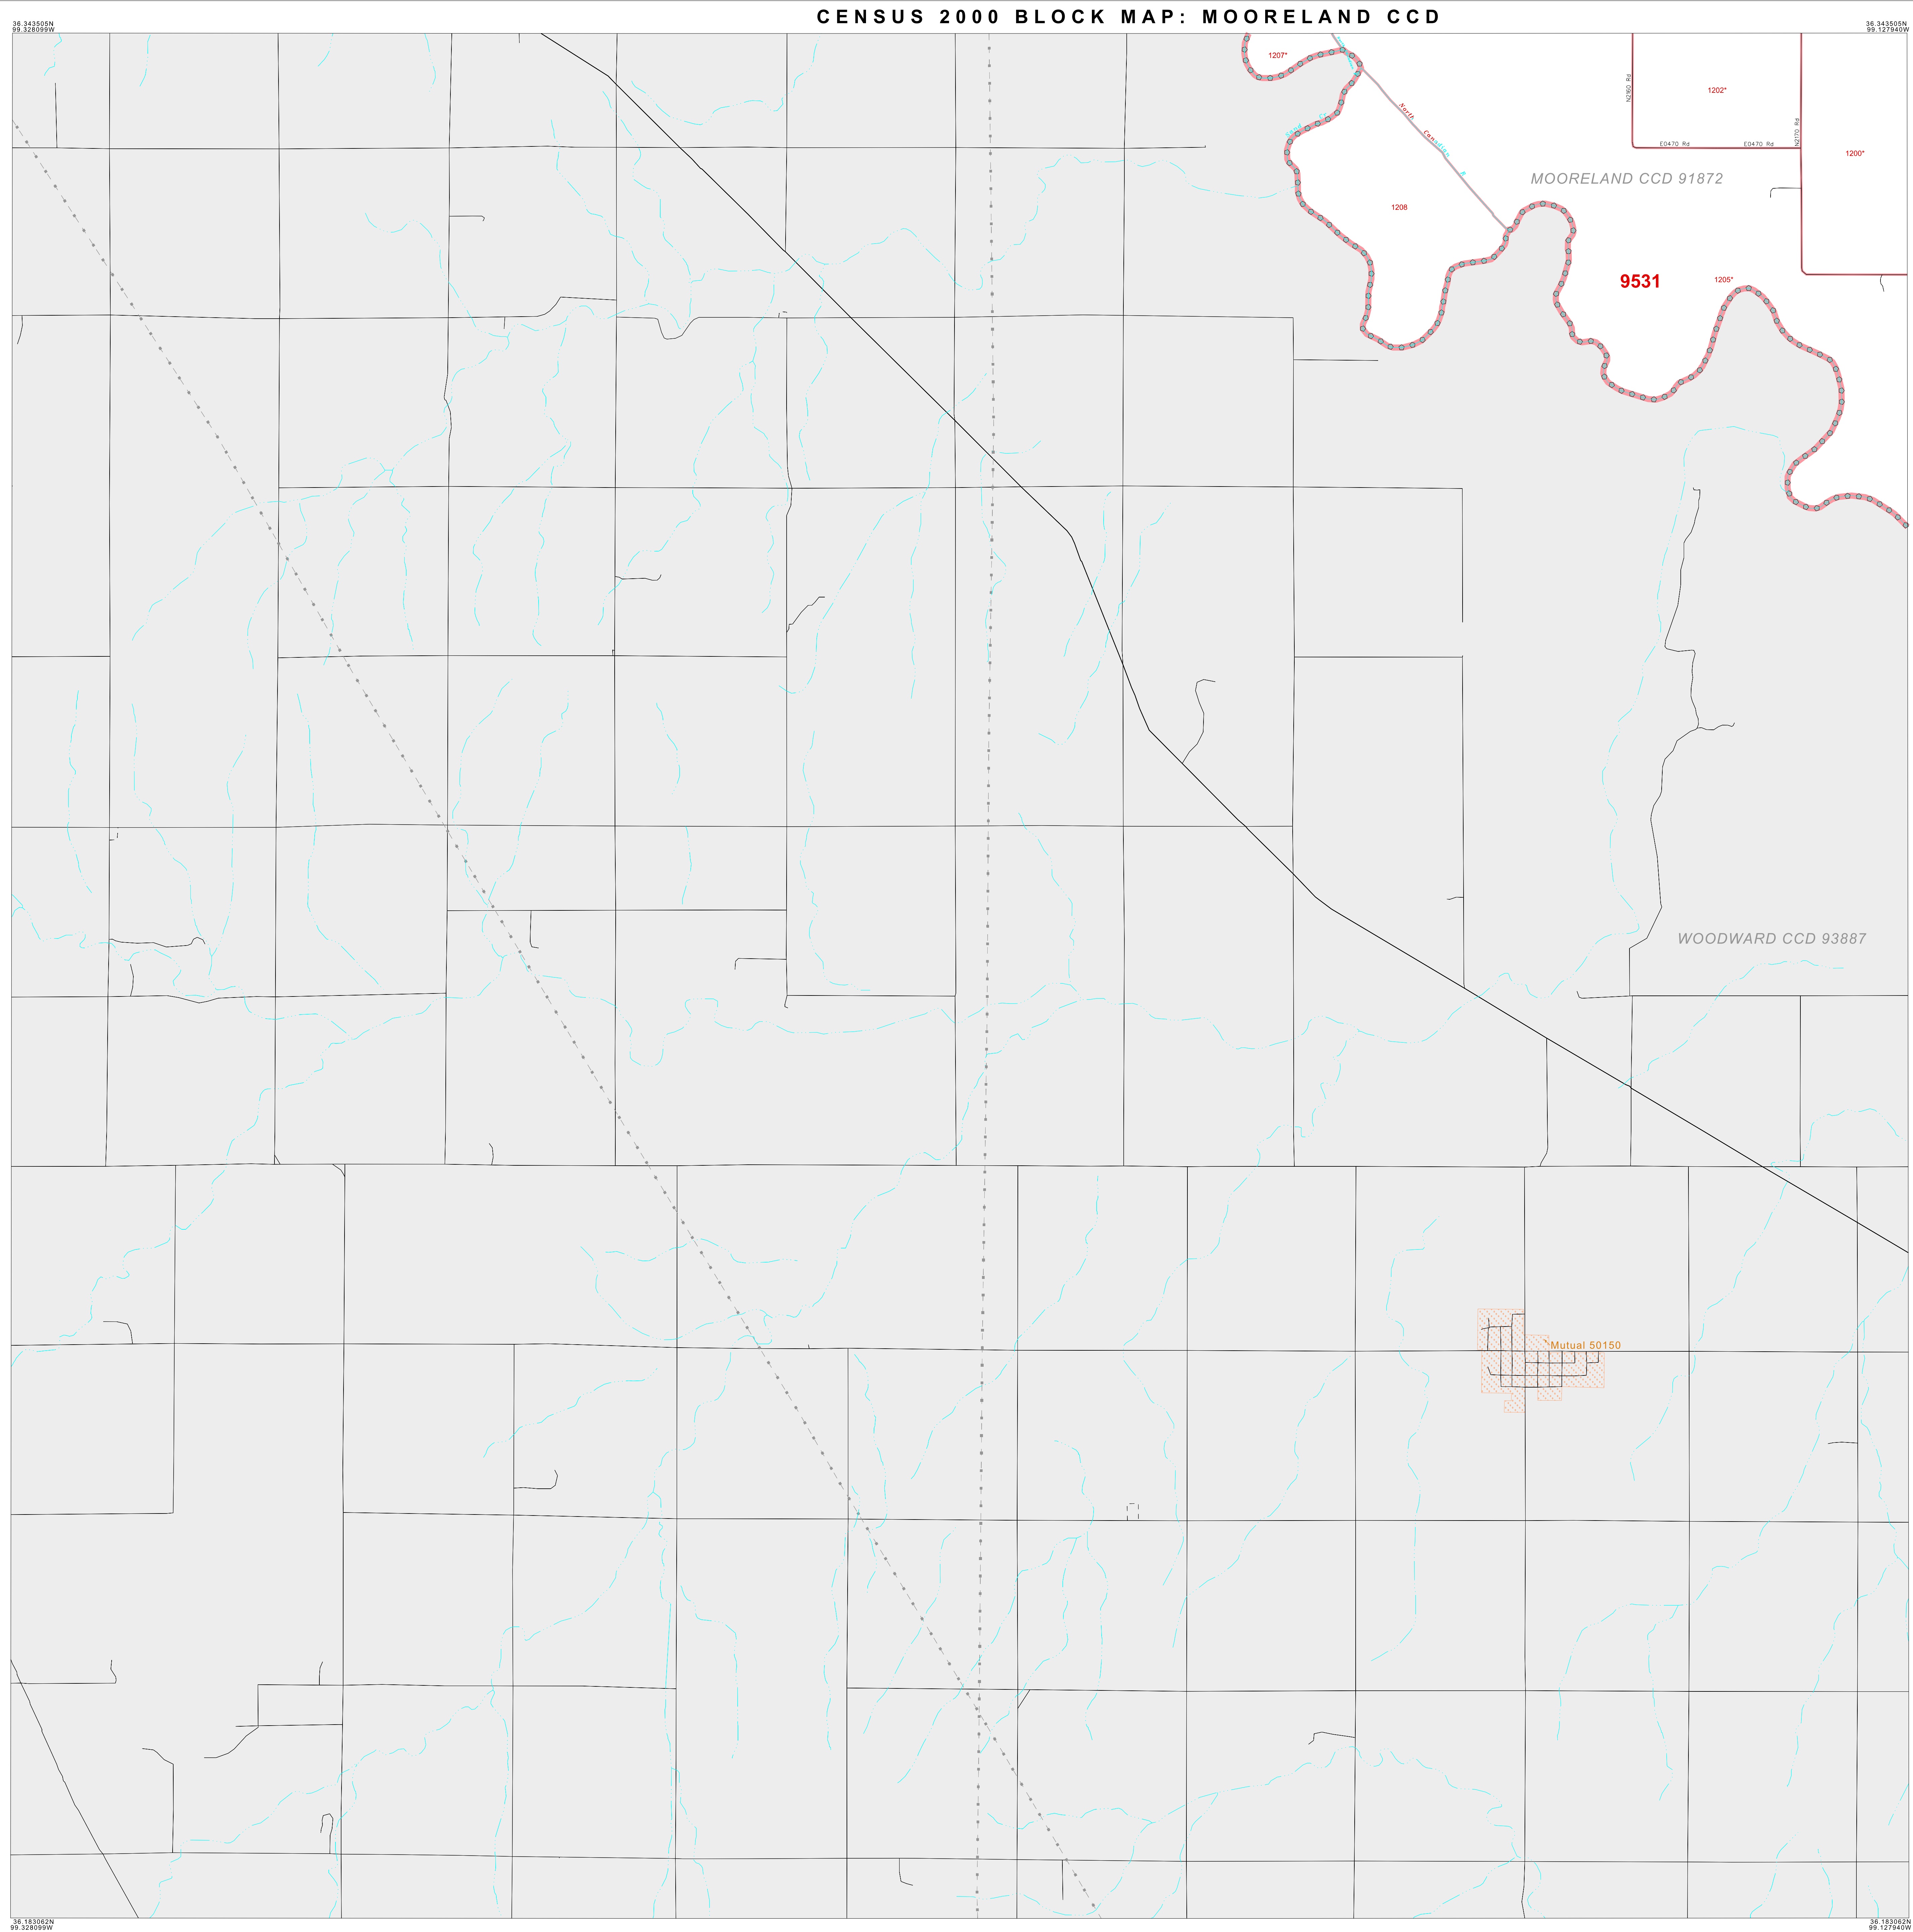 CENSUS 2000 BLOCK MAP: MOORELAND CCD
36.343505N
99.328099W
36.343505N
99.127940W
1207*
North Canadian R
1202*
N2160 Rd
N2170 Rd
E0470 Rd
E0470 Rd
1200*
MOORELAND CCD 91872
1208
9531
1205*
WOODWARD CCD 93887
Mutual 50150
36.183062N
99.328099W
36.183062N
99.127940W